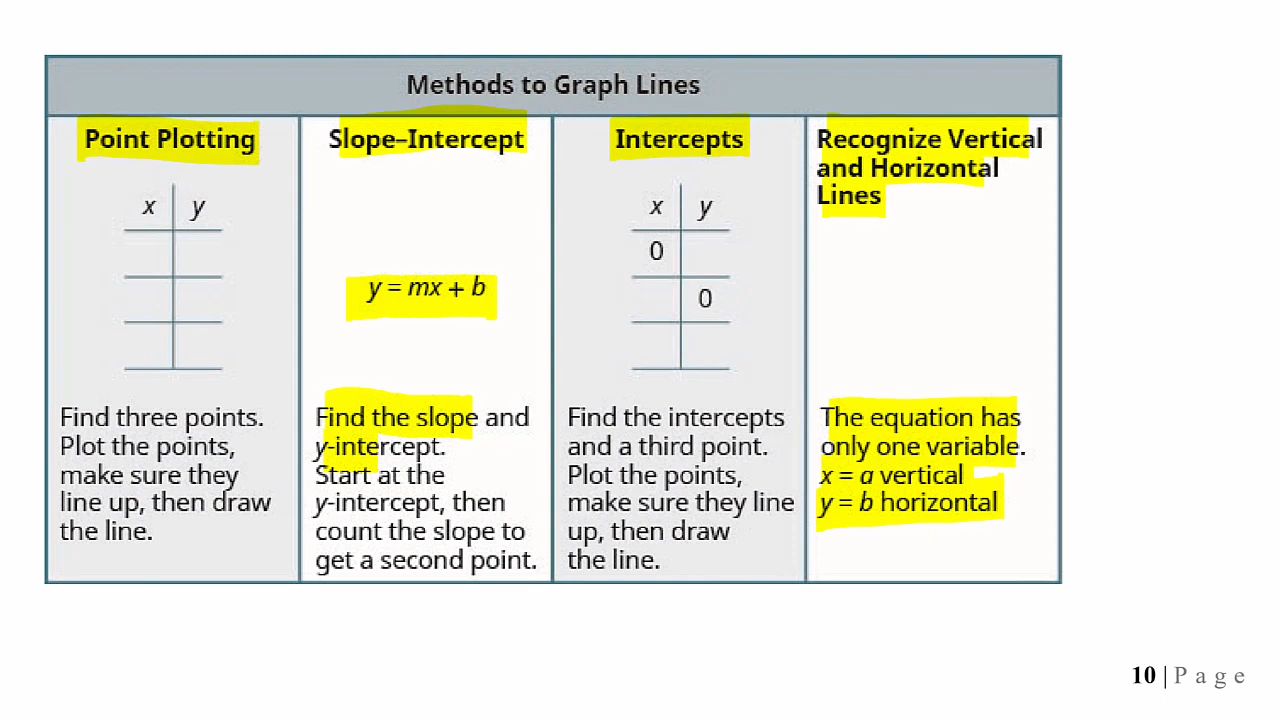 Methods to Graph Lines
Point Plotting
x y
Find three points.
Plot the points,
make sure they
line up, then draw
the line.
Slope–Intercept
y = mx + b
Find the slope and
y-intercept.
Start at the
y-intercept, then
count the slope to
get a second point.
Intercepts
x y
0
0
Find the intercepts
and a third point.
Plot the points,
make sure they line
up, then draw
the line.
Recognize Vertical
and Horizontal
Lines
The equation has
only one variable.
x = a vertical
y = b horizontal
10 | Page